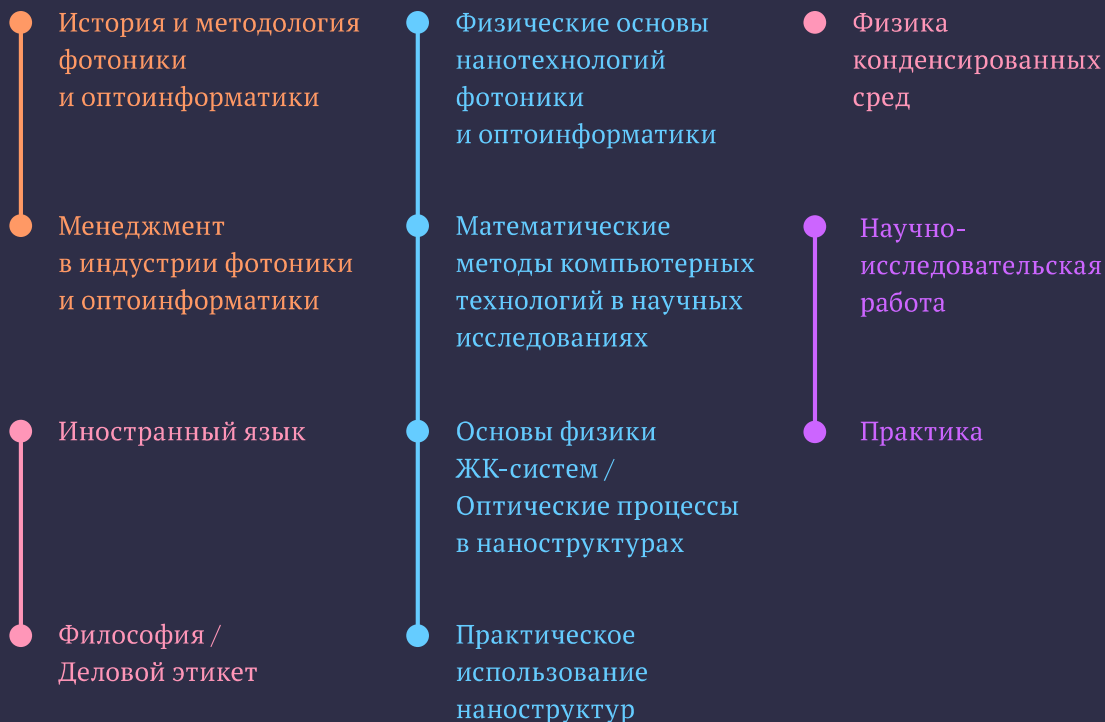 История и методология
фотоники
и оптоинформатики
Менеджмент
в индустрии фотоники
и оптоинформатики
Иностранный язык
Философия /
Деловой этикет
Физические основы
нанотехнологий
фотоники
и оптоинформатики
Математические
методы компьютерных
технологий в научных
исследованиях
Основы физики
ЖК-систем /
Оптические процессы
в наноструктурах
Практическое
использование
наноструктур
Физика
конденсированных
сред
Научно-
исследовательская
работа
Практика